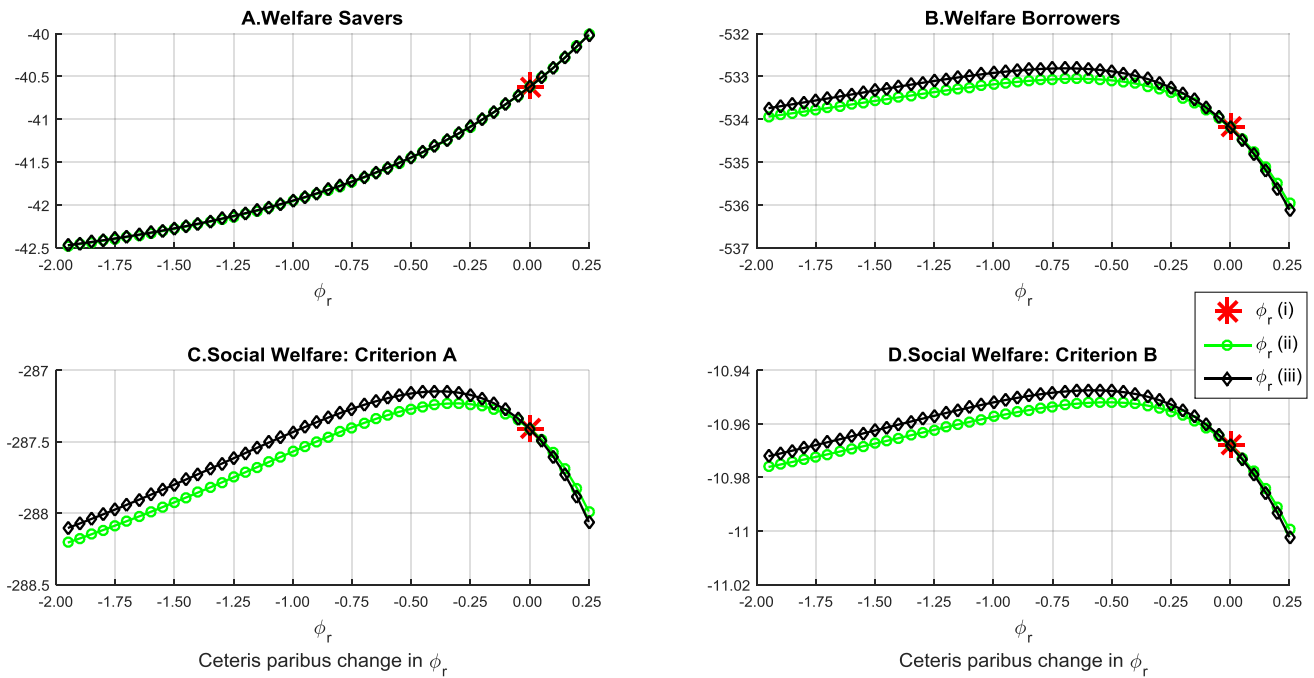 A.Welfare Savers
-40
-40.5
-41
-41.5
-42
-42.5
-2.00 -1.75 -1.50 -1.25 -1.00 -0.75 -0.50 -0.25 0.00 0.25
ϕr
B.Welfare Borrowers
-532
-533
-534
-535
-536
-537
-2.00 -1.75 -1.50 -1.25 -1.00 -0.75 -0.50 -0.25 0.00 0.25
ϕr
ϕr (i)
ϕr (ii)
ϕr (iii)
C.Social Welfare: Criterion A
-287
-287.5
-288
-288.5
-2.00 -1.75 -1.50 -1.25 -1.00 -0.75 -0.50 -0.25 0.00 0.25
ϕr
Ceteris paribus change in ϕr
D.Social Welfare: Criterion B
-10.94
-10.96
-10.98
-11
-11.02
-2.00 -1.75 -1.50 -1.25 -1.00 -0.75 -0.50 -0.25 0.00 0.25
ϕr
Ceteris paribus change in ϕr